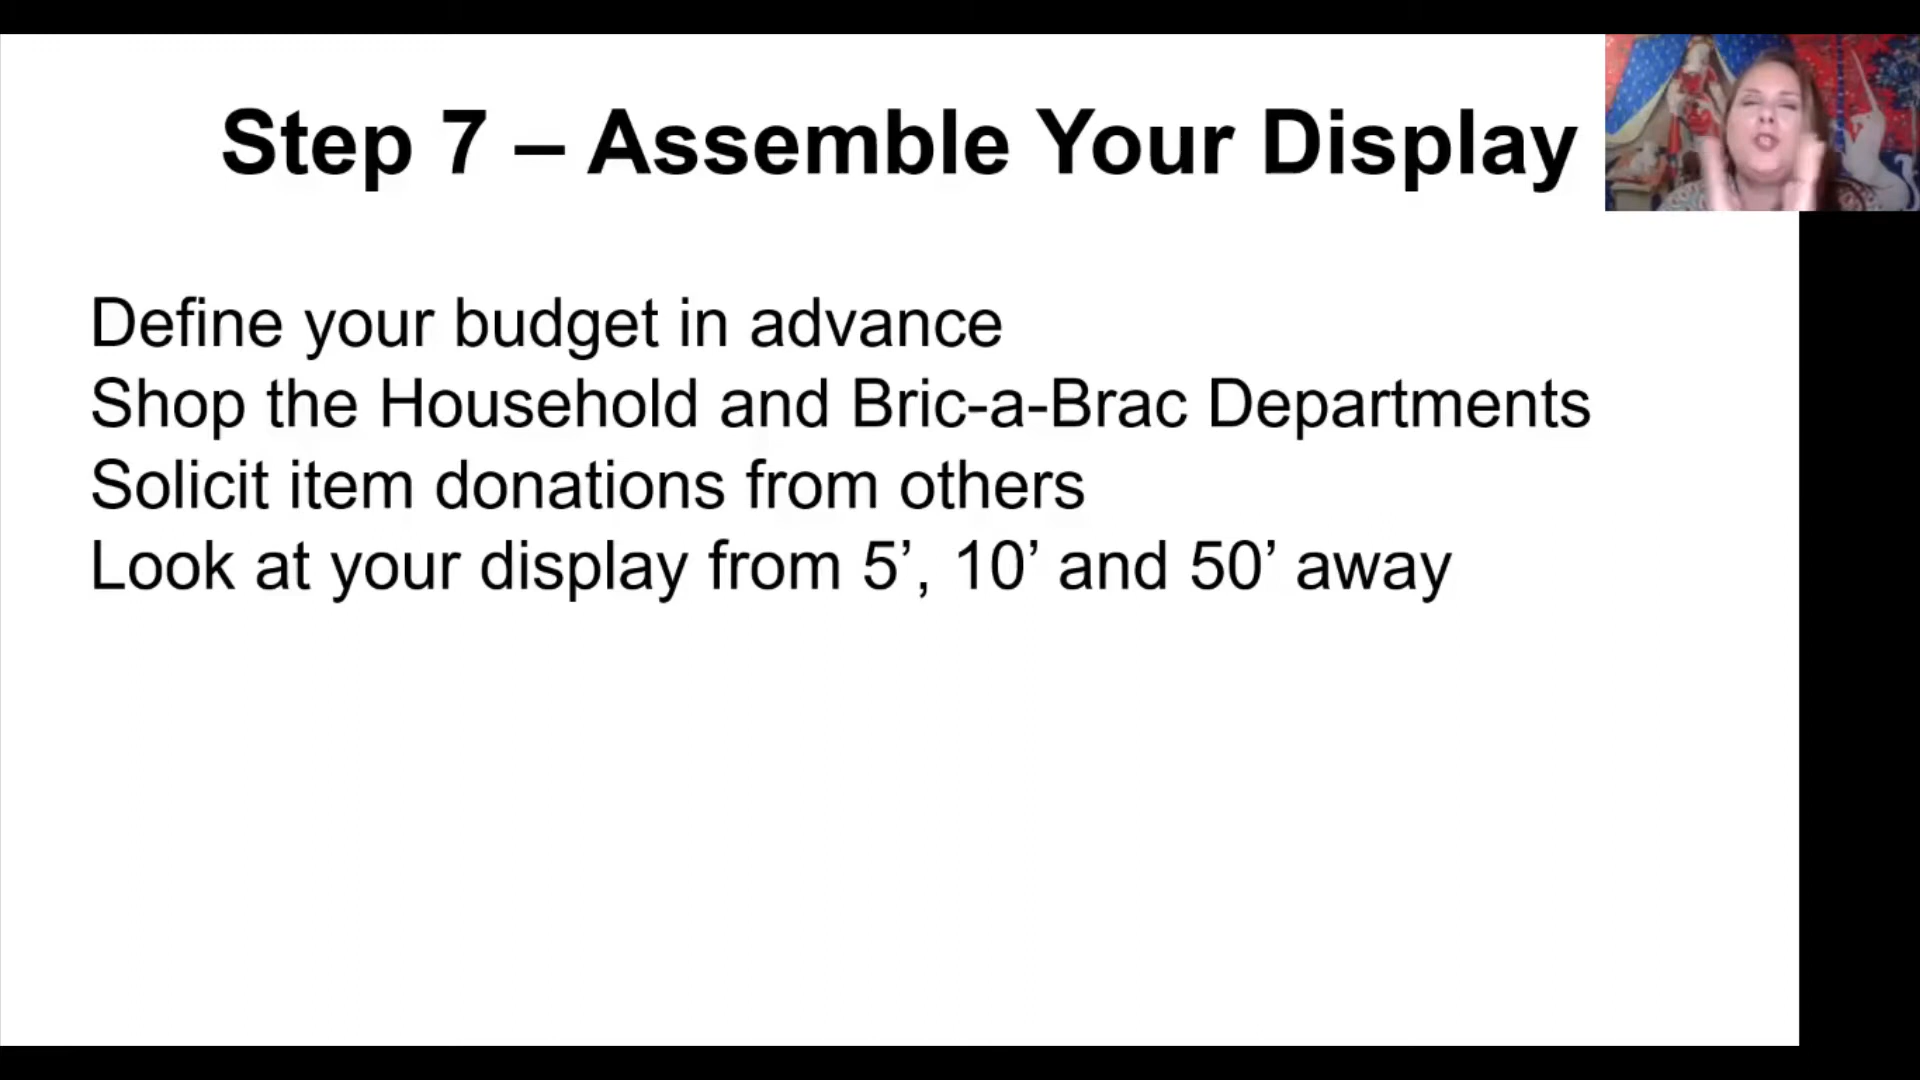 Step 7 – Assemble Your Display
Define your budget in advance
Shop the Household and Bric-a-Brac Departments
Solicit item donations from others
Look at your display from 5’, 10’ and 50’ away